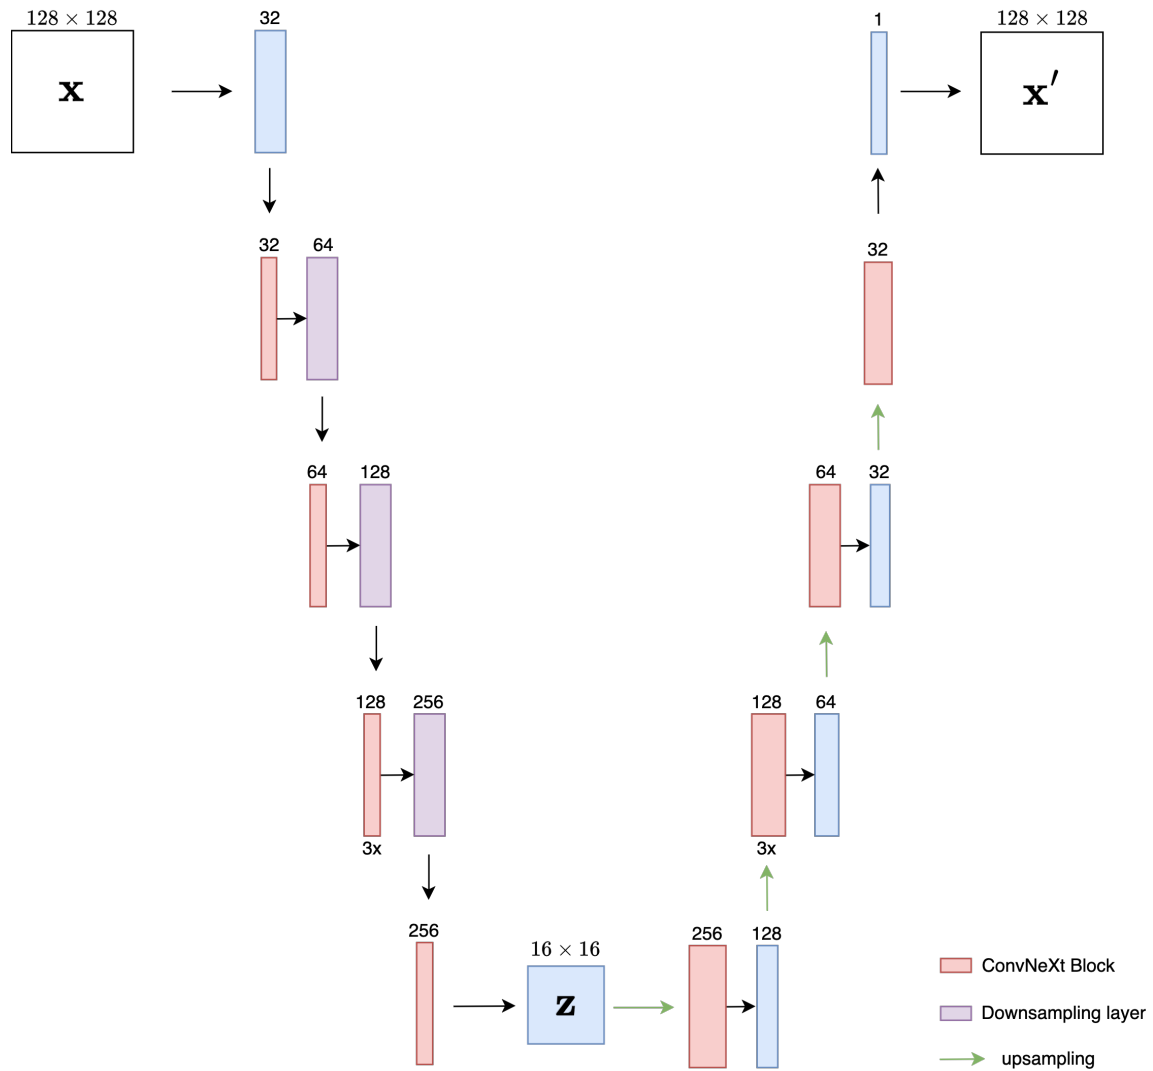 128 × 128
32
1
128 × 128
x
x′
32
64
32
64
128
64
32
128
256
128
64
3x
3x
256
16 × 16
256
128
z
ConvNeXt Block
Downsampling layer
upsampling